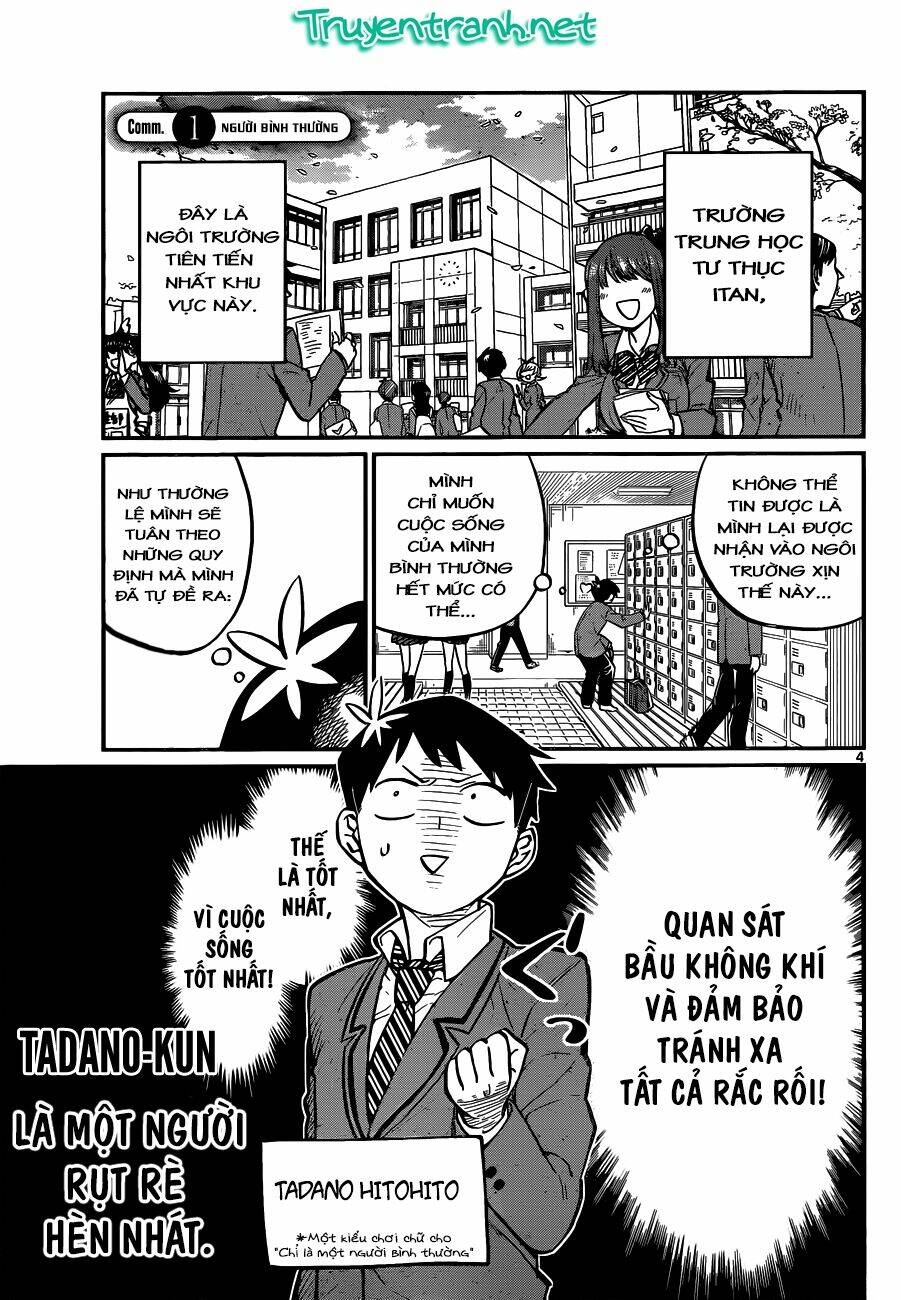 Truyentranh.net
Comm. 1 NGƯỜI BÌNH THƯỜNG
TRƯỜNG
TRUNG HỌC
TƯ THỤC
ITAN,
ĐÂY LÀ
NGÔI TRƯỜNG
TIÊN TIẾN
NHẤT KHU
VỰC NÀY.
KHÔNG THỂ
TIN ĐƯỢC LÀ
MÌNH LẠI ĐƯỢC
NHẬN VÀO NGÔI
TRƯỜNG XỊN
THẾ NÀY...
MÌNH
CHỈ MUỐN
CUỘC SỐNG
CỦA MÌNH
BÌNH THƯỜNG
HẾT MỨC CÓ
THỂ...
NHƯ THƯỜNG
LỆ MÌNH SẼ
TUÂN THEO
NHỮNG QUY
ĐỊNH MÀ MÌNH
ĐÃ TỰ ĐỀ RA:
4
QUAN SÁT
BẦU KHÔNG KHÍ
VÀ ĐẢM BẢO
TRÁNH XA
TẤT CẢ RẮC RỐI!
THẾ
LÀ TỐT
NHẤT,
VÌ CUỘC
SỐNG
TỐT NHẤT!
TADANO-KUN
LÀ MỘT NGƯỜI
RỤT RÈ
HÈN NHÁT.
TADANO HITOHITO
*Một kiểu chơi chữ cho
"Chỉ là một người Bình thường"